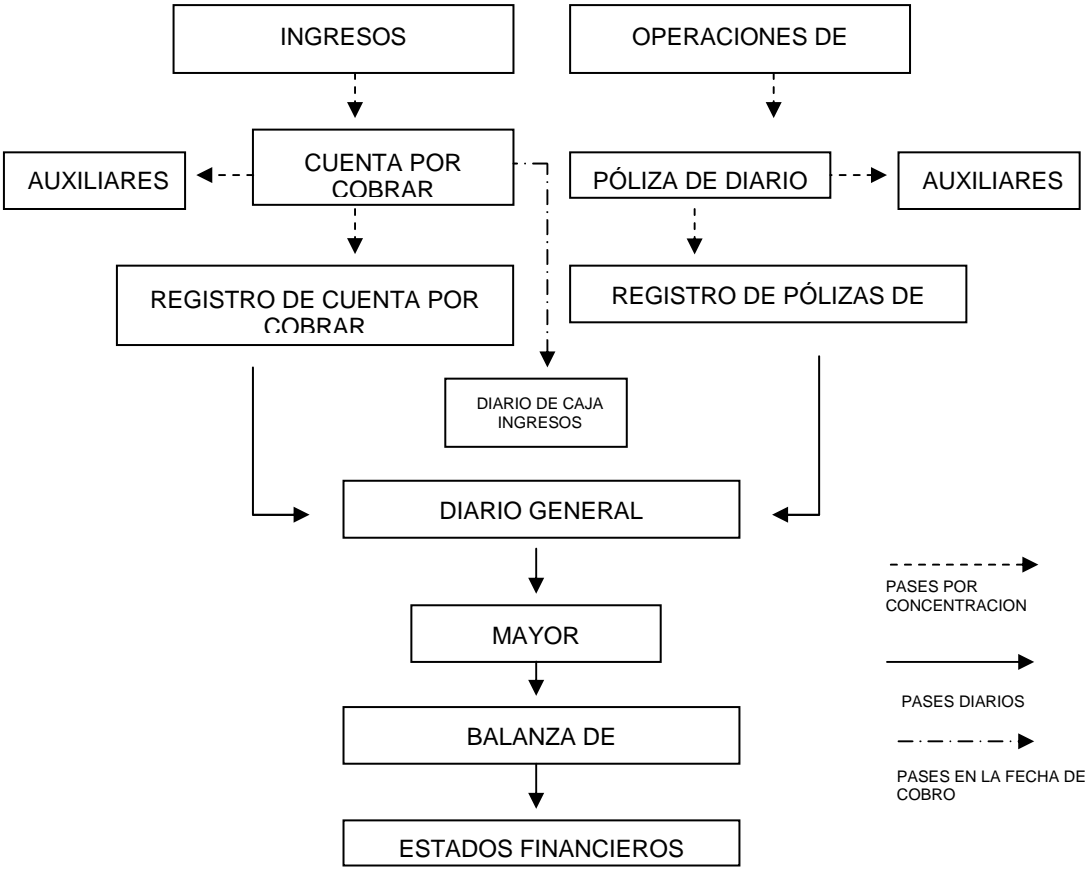 INGRESOS
OPERACIONES DE
AUXILIARES
CUENTA POR
COBRAR
PÓLIZA DE DIARIO
AUXILIARES
REGISTRO DE CUENTA POR
COBRAR
REGISTRO DE PÓLIZAS DE
DIARIO DE CAJA
INGRESOS
DIARIO GENERAL
MAYOR
BALANZA DE
ESTADOS FINANCIEROS
PASES POR
CONCENTRACION
PASES DIARIOS
PASES EN LA FECHA DE
COBRO